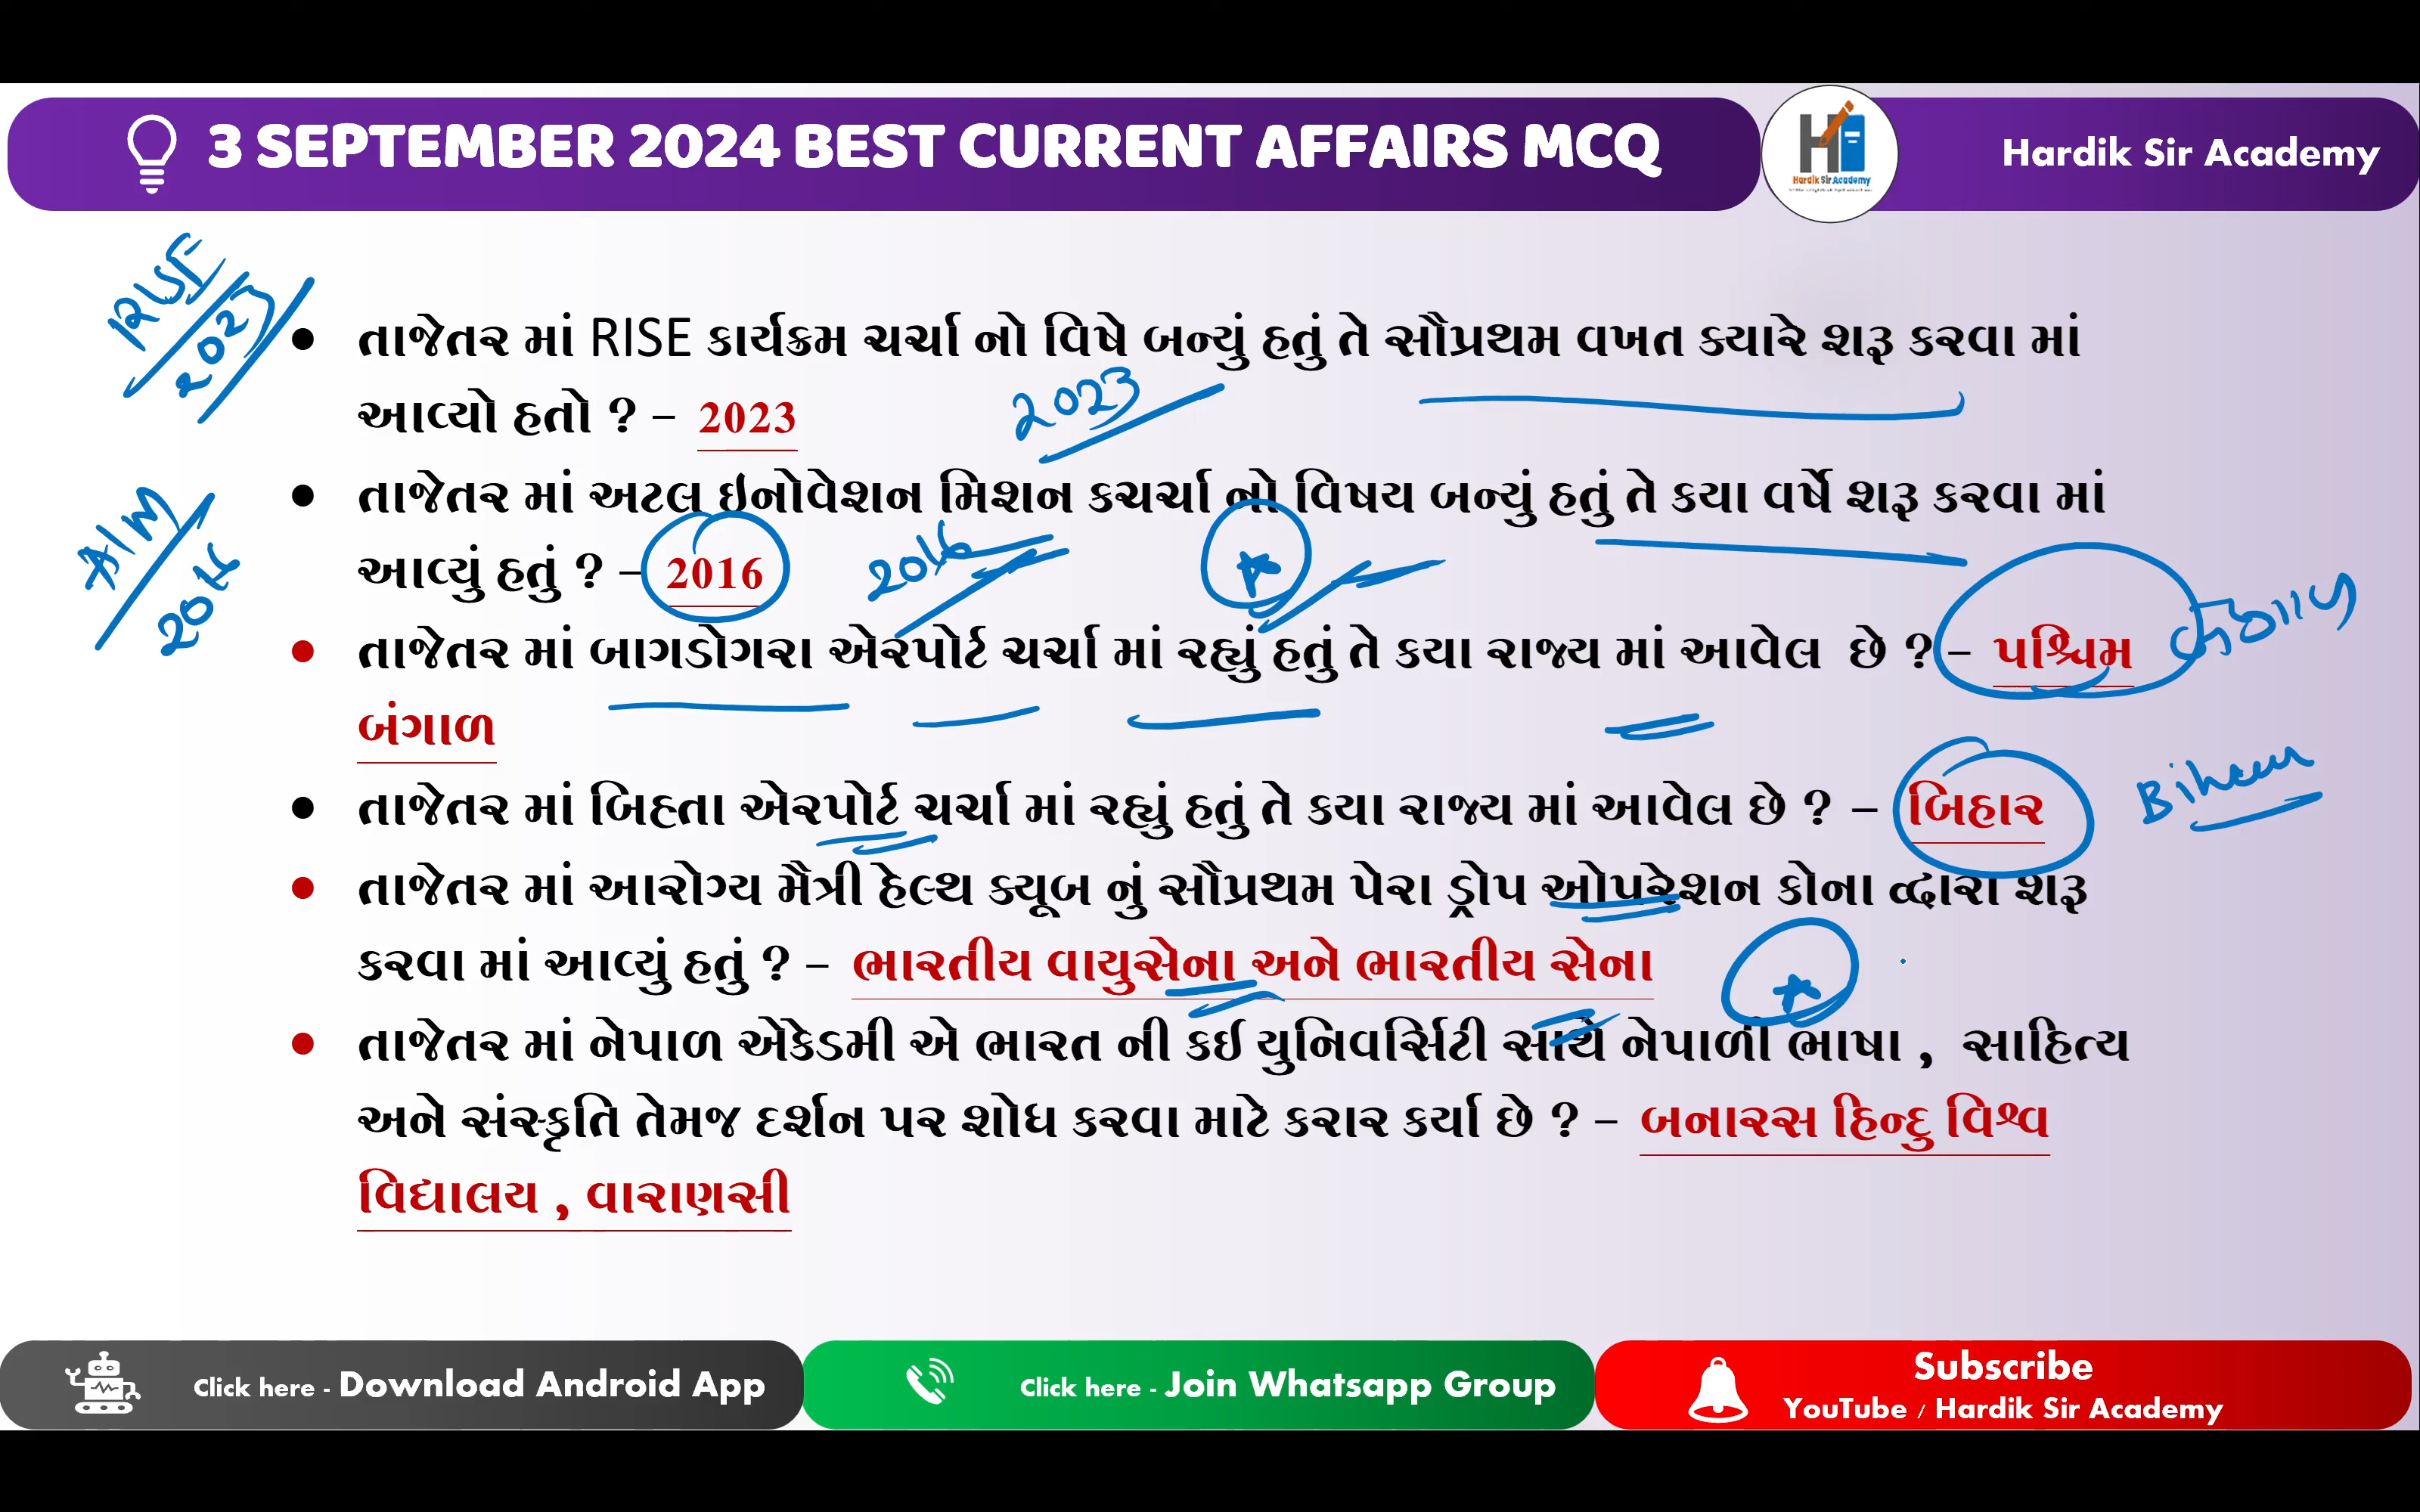 3 SEPTEMBER 2024 BEST CURRENT AFFAIRS MCQ
Hardik Sir Academy
Hardik Sir Academy
RISE
2023
• તાજેતર માં RISE કાર્યક્રમ ચર્ચા નો વિષે બન્યું હતું તે સૌપ્રથમ વખત ક્યારે શરૂ કરવા માં
આવ્યો હતો ? – 2023
2023
• તાજેતર માં અટલ ઇનોવેશન મિશન કચર્ચા નો વિષય બન્યું હતું તે કયા વર્ષે શરૂ કરવા માં
આવ્યું હતું ? – 2016
AIM
2016
2016
• તાજેતર માં બાગડોગરા એરપોર્ટ ચર્ચા માં રહ્યું હતું તે કયા રાજ્ય માં આવેલ છે ? – પશ્ચિમ
બંગાળ
• તાજેતર માં બિહતા એરપોર્ટ ચર્ચા માં રહ્યું હતું તે કયા રાજ્ય માં આવેલ છે ? – બિહાર
Bihar
• તાજેતર માં આરોગ્ય મૈત્રી હેલ્થ ક્યૂબ નું સૌપ્રથમ પેરા ડ્રોપ ઓપરેશન કોના દ્વારા શરૂ
કરવા માં આવ્યું હતું ? – ભારતીય વાયુસેના અને ભારતીય સેના
• તાજેતર માં નેપાળ એકેડમી એ ભારત ની કઇ યુનિવર્સિટી સાથે નેપાળી ભાષા , સાહિત્ય
અને સંસ્કૃતિ તેમજ દર્શન પર શોધ કરવા માટે કરાર કર્યા છે ? – બનારસ હિન્દુ વિશ્વ
વિદ્યાલય , વારાણસી
Click here - Download Android App
Click here - Join Whatsapp Group
Subscribe
YouTube / Hardik Sir Academy